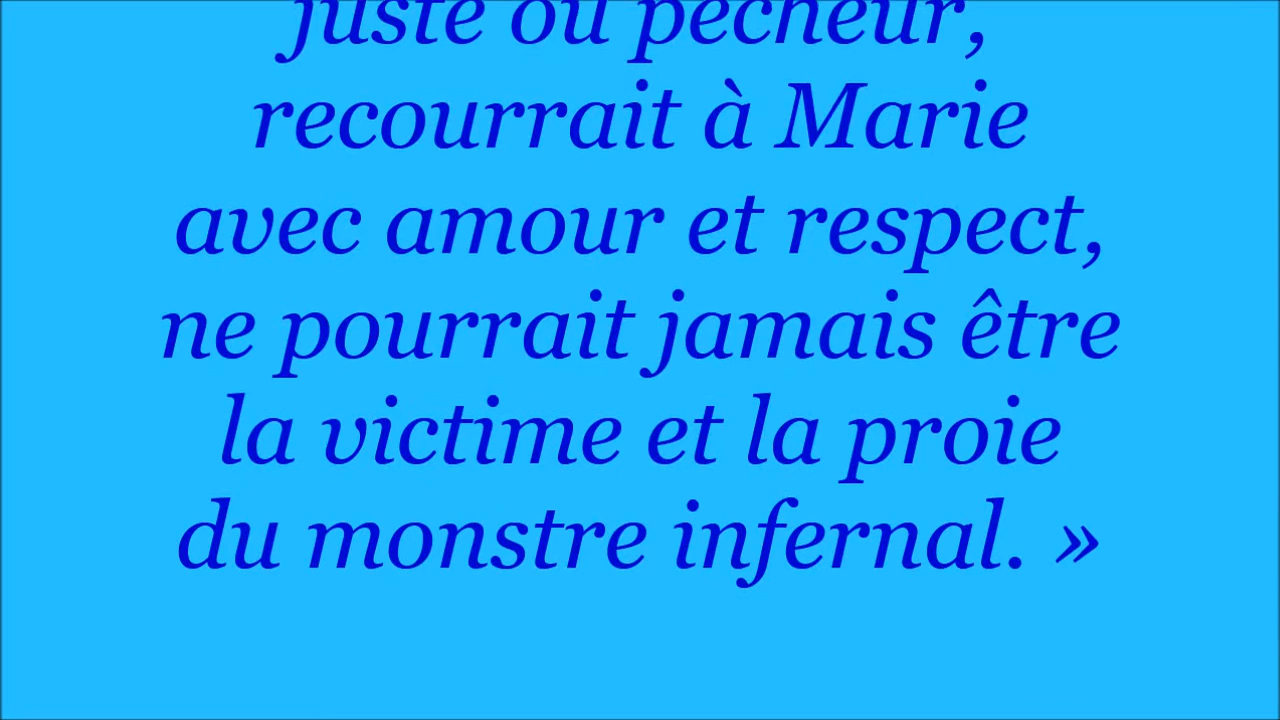 juste ou pécheur,
recourrait à Marie
avec amour et respect,
ne pourrait jamais être
la victime et la proie
du monstre infernal. »